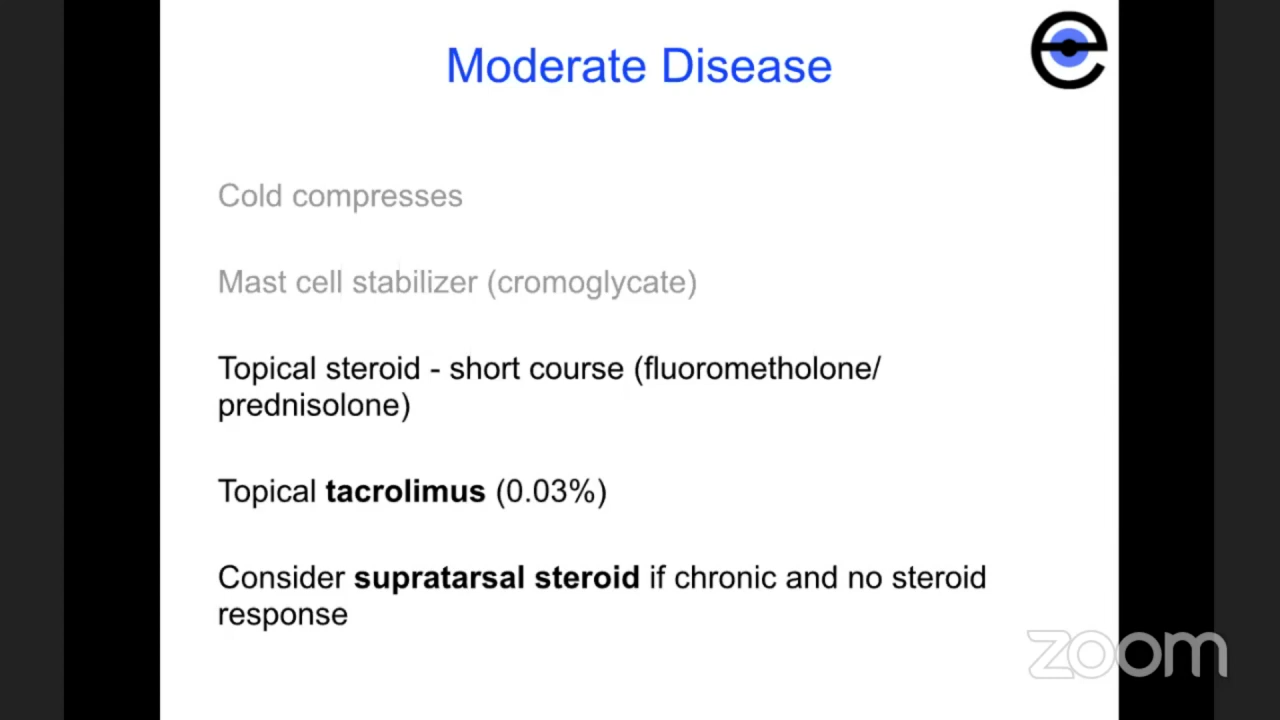 Moderate Disease
Cold compresses
Mast cell stabilizer (cromoglycate)
Topical steroid - short course (fluorometholone/
prednisolone)
Topical tacrolimus (0.03%)
Consider supratarsal steroid if chronic and no steroid
response
zoom